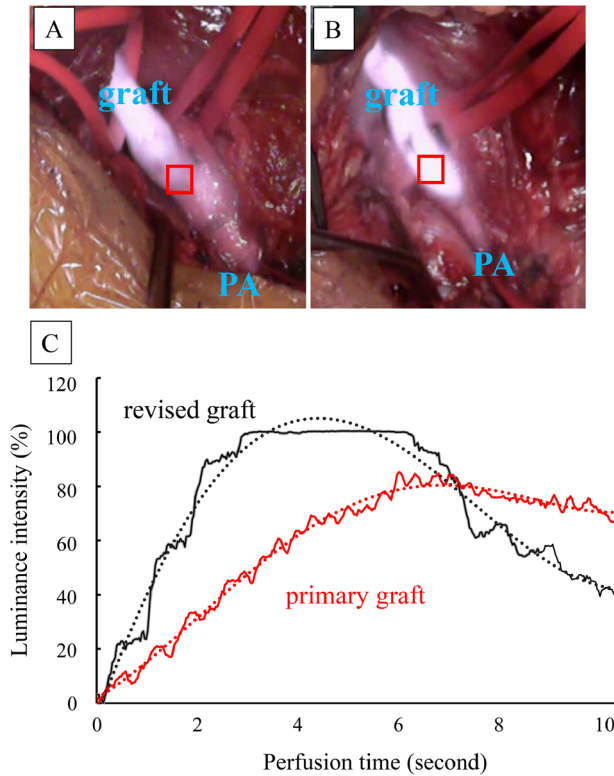 A
graft
PA
B
graft
PA
C
Luminance intensity (%)
120
100
80
60
40
20
0
revised graft
primary graft
0 2 4 6 8 10
Perfusion time (second)